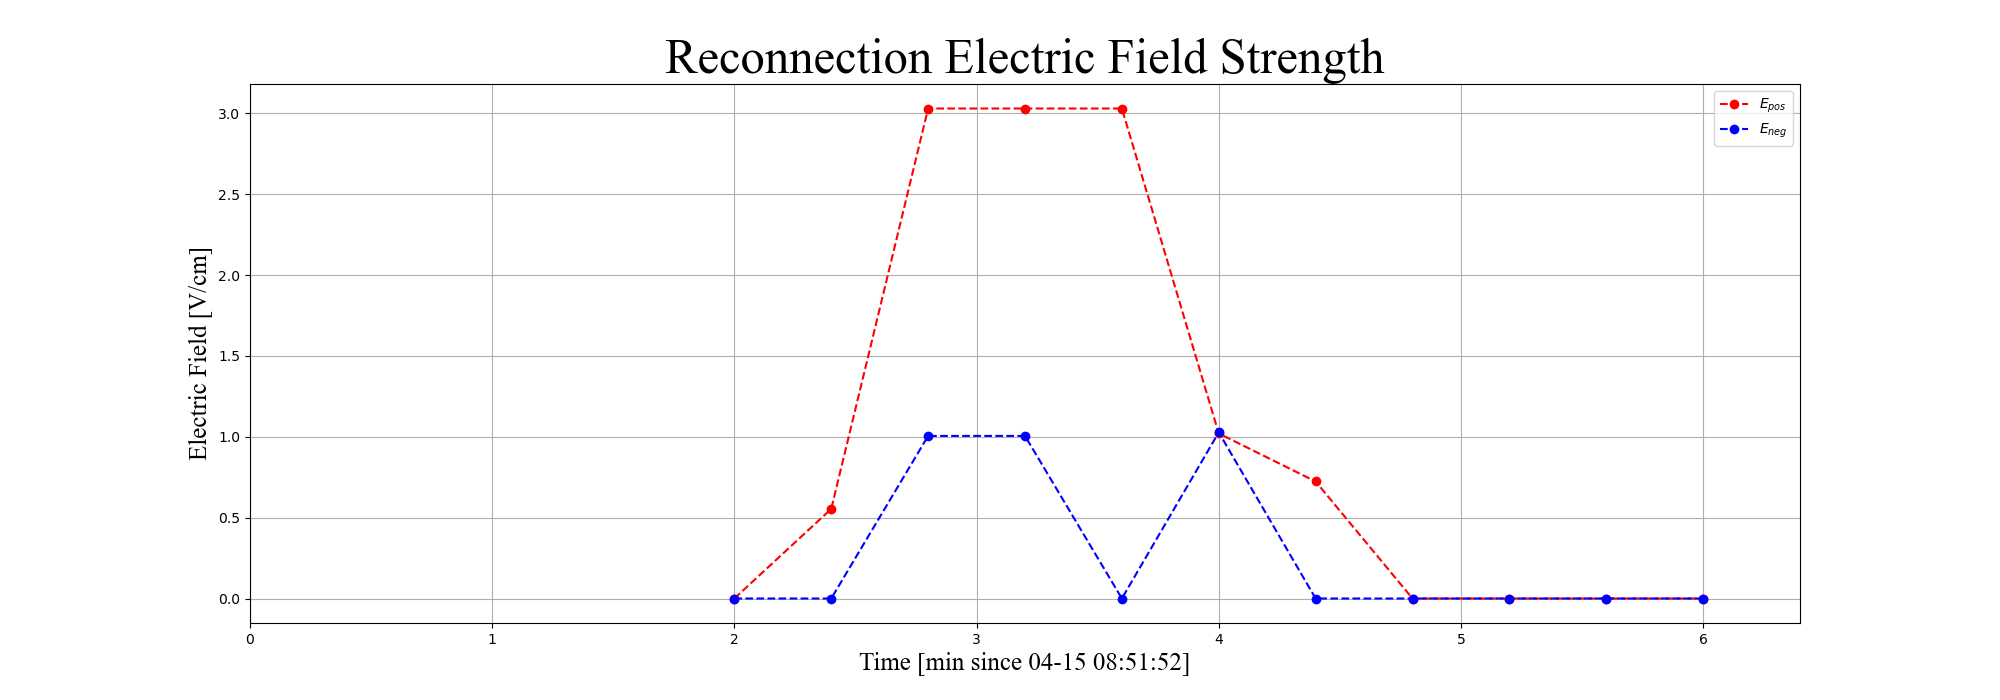 Reconnection Electric Field Strength
3.0
2.5
2.0
1.5
1.0
0.5
0.0
Electric Field [V/cm]
E_pos
E_neg
0 1 2 3 4 5 6
Time [min since 04-15 08:51:52]